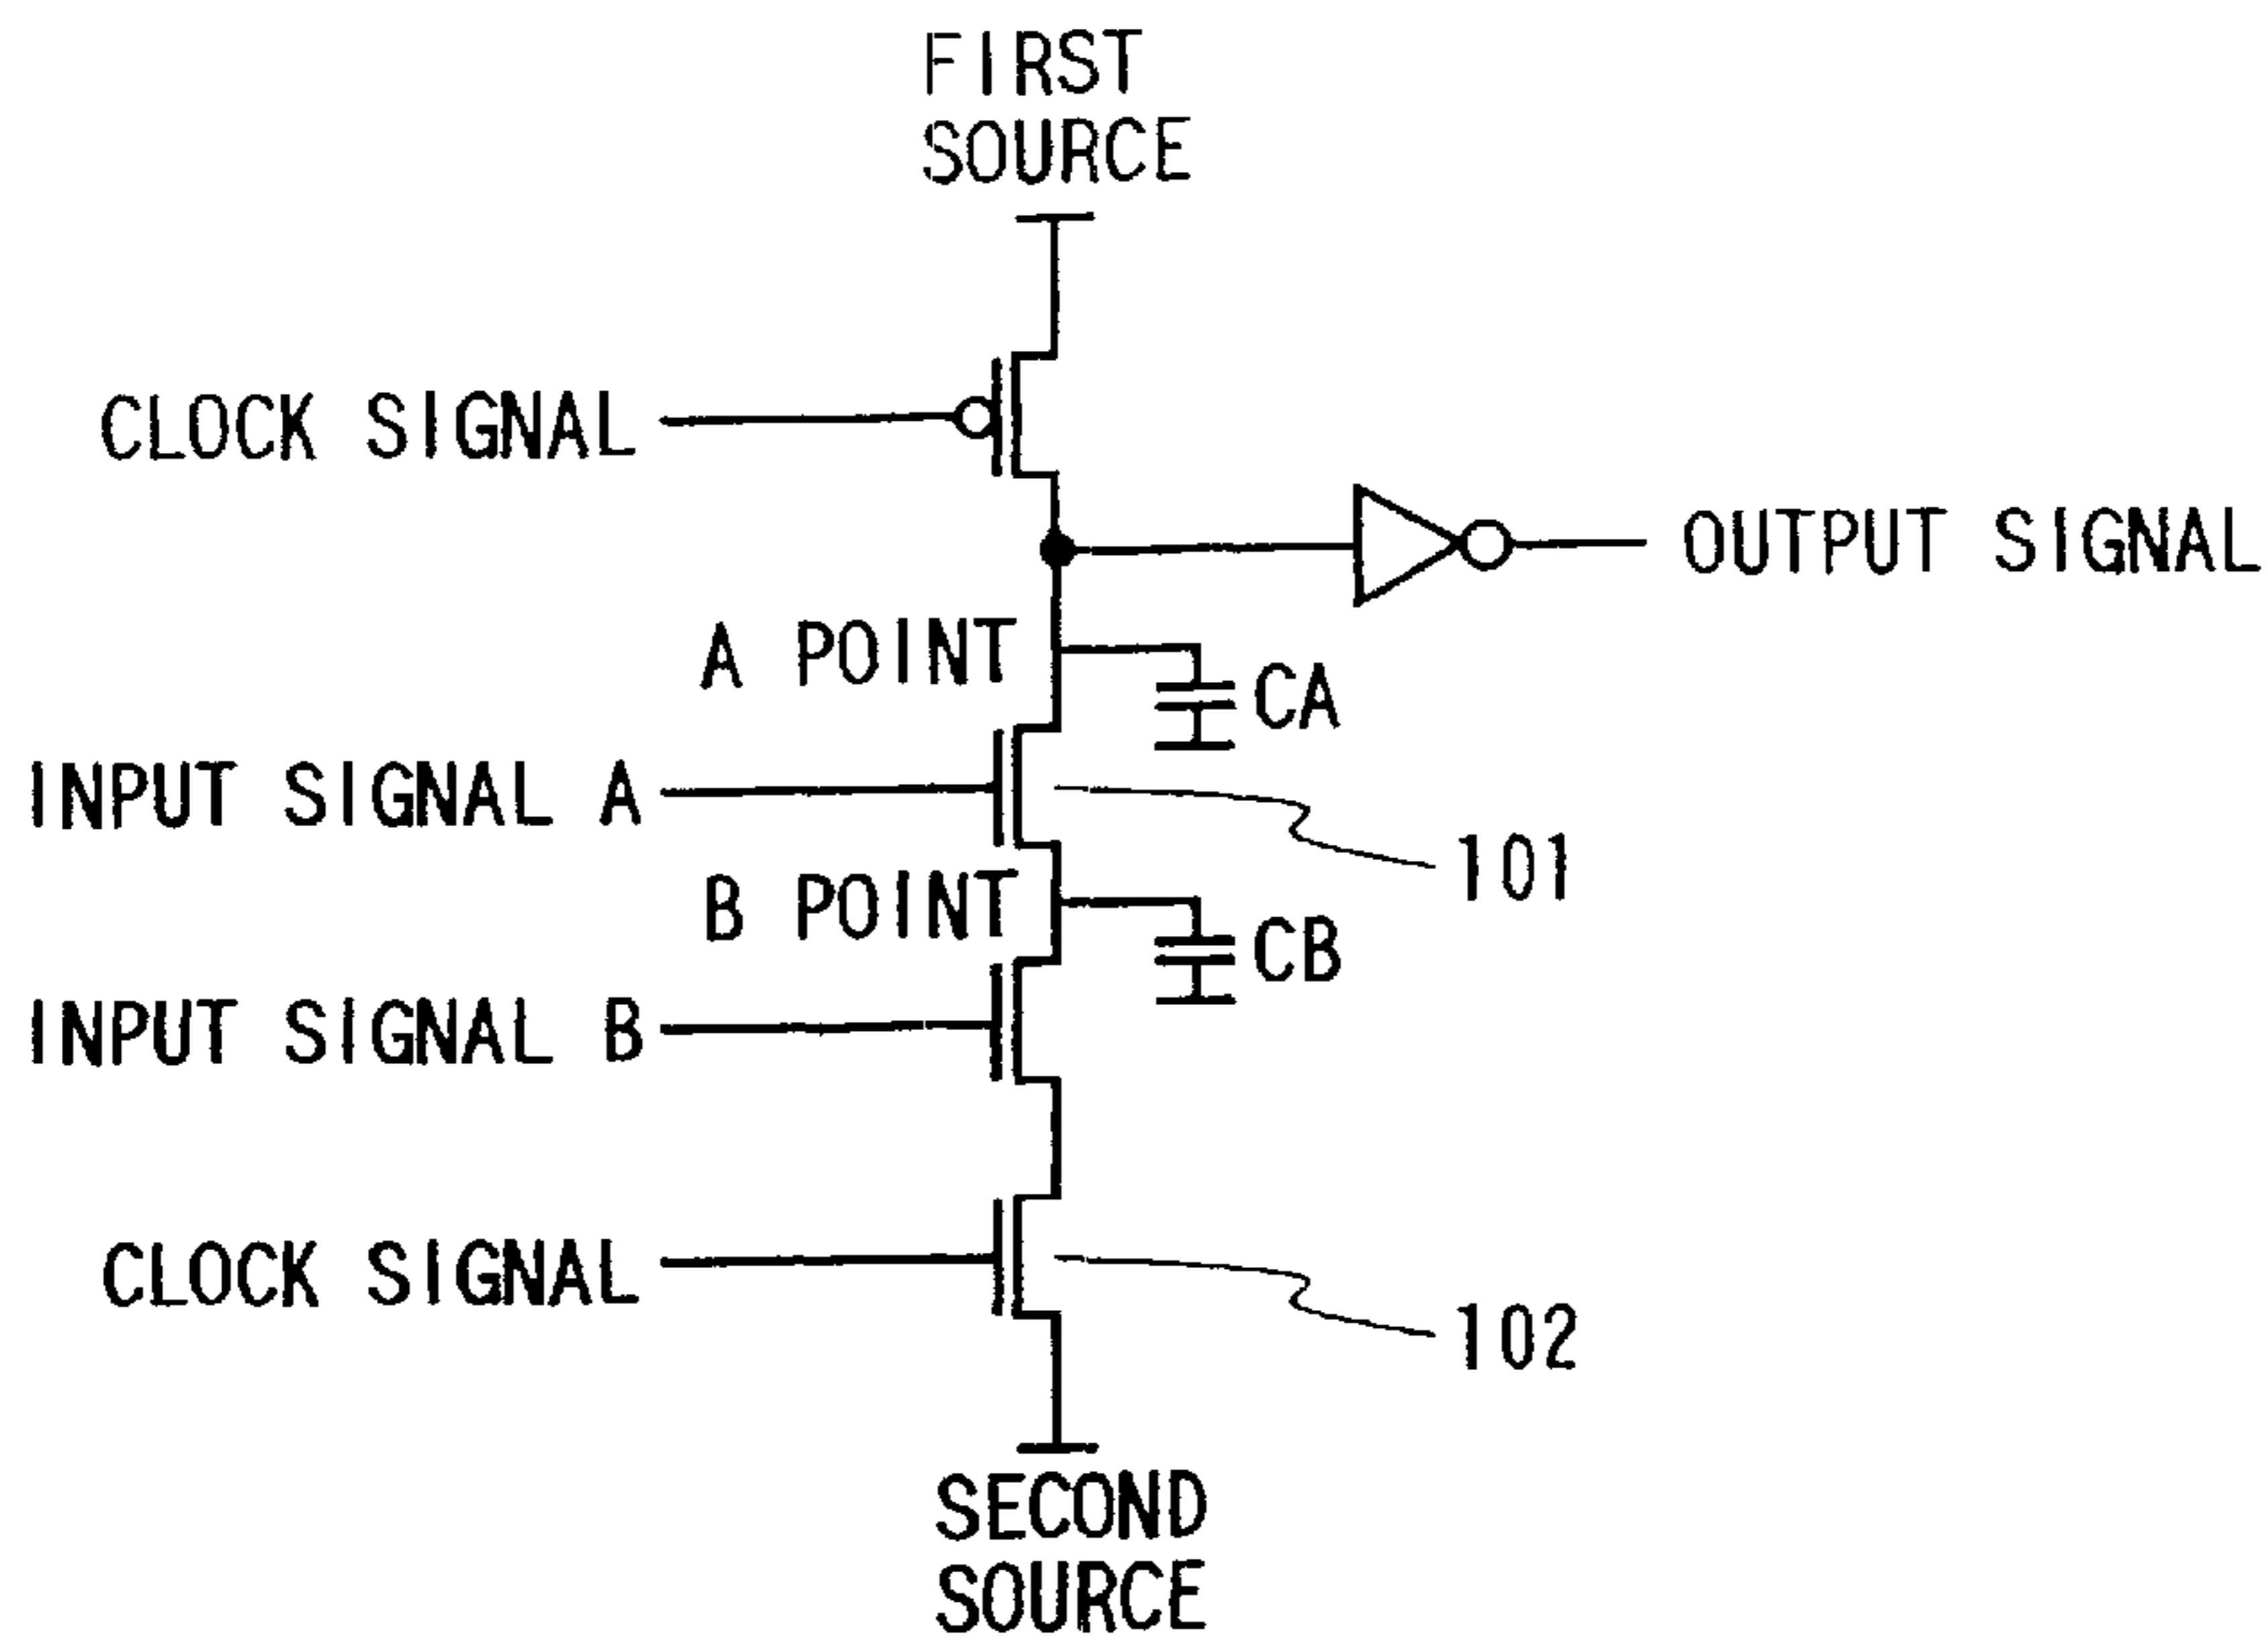 FIRST
SOURCE
CLOCK SIGNAL
OUTPUT SIGNAL
A POINT
CA
INPUT SIGNAL A
101
B POINT
CB
INPUT SIGNAL B
CLOCK SIGNAL
102
SECOND
SOURCE